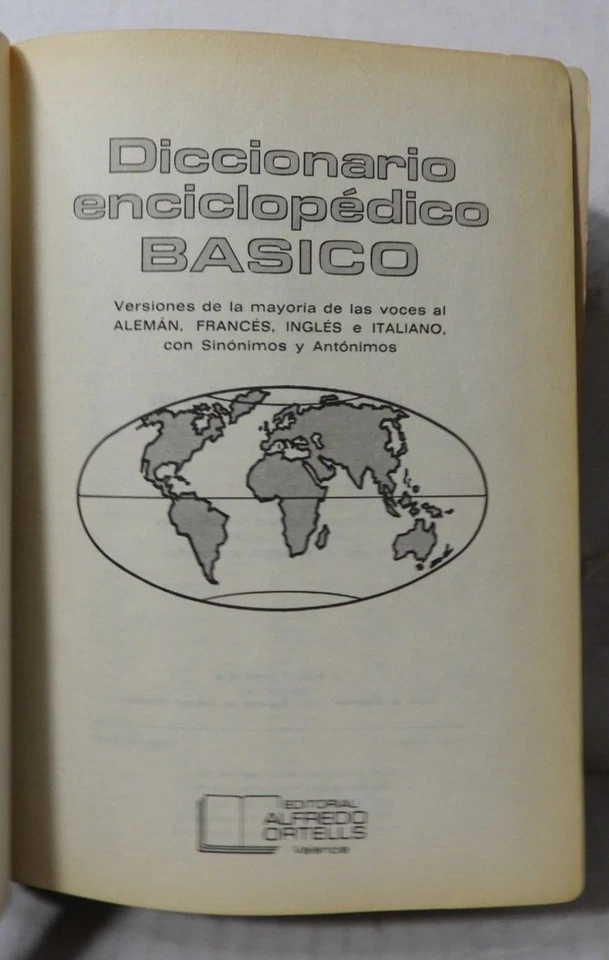 Diccionario
enciclopédico
BASICO
Versiones de la mayoría de las voces al
ALEMÁN, FRANCÉS, INGLÉS e ITALIANO,
con Sinónimos y Antónimos
EDITORIAL
ALFREDO
ORTELLS
Valencia